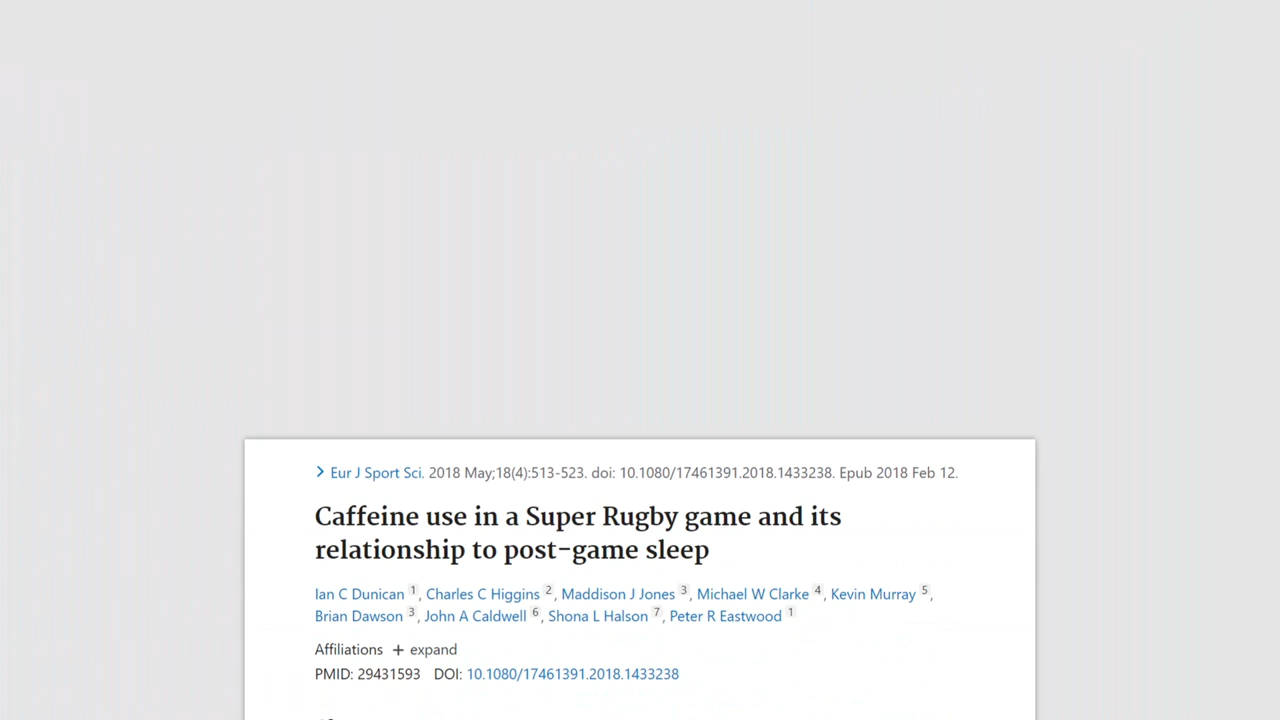 Eur J Sport Sci. 2018 May;18(4):513-523. doi: 10.1080/17461391.2018.1433238. Epub 2018 Feb 12.
Caffeine use in a Super Rugby game and its
relationship to post-game sleep
Ian C Dunican 1, Charles C Higgins 2, Maddison J Jones 3, Michael W Clarke 4, Kevin Murray 5,
Brian Dawson 3, John A Caldwell 6, Shona L Halson 7, Peter R Eastwood 1
Affiliations + expand
PMID: 29431593 DOI: 10.1080/17461391.2018.1433238